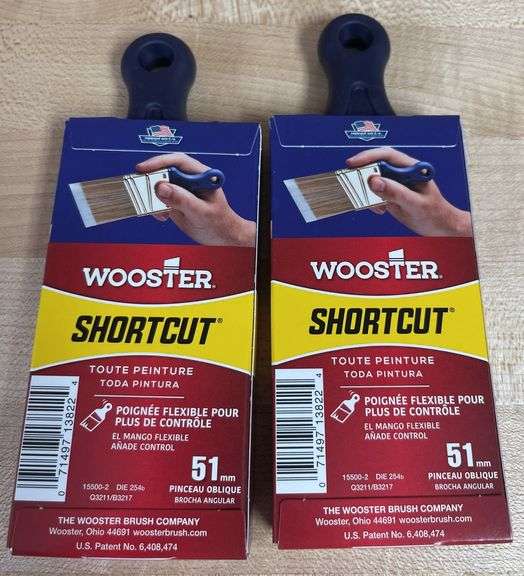 WOOSTER®
SHORTCUT®
TOUTE PEINTURE
TODA PINTURA
POIGNÉE FLEXIBLE POUR
PLUS DE CONTRÔLE
EL MANGO FLEXIBLE
AÑADE CONTROL
0 71497 13822 4
51mm
PINCEAU OBLIQUE
BROCHA ANGULAR
15500-2 DIE 254b
Q3211/B3217
THE WOOSTER BRUSH COMPANY
Wooster, Ohio 44691 woosterbrush.com
U.S. Patent No. 6,408,474
WOOSTER®
SHORTCUT®
TOUTE PEINTURE
TODA PINTURA
POIGNÉE FLEXIBLE POUR
PLUS DE CONTRÔLE
EL MANGO FLEXIBLE
AÑADE CONTROL
0 71497 13822 4
51mm
PINCEAU OBLIQUE
BROCHA ANGULAR
15500-2 DIE 254b
Q3211/B3217
THE WOOSTER BRUSH COMPANY
Wooster, Ohio 44691 woosterbrush.com
U.S. Patent No. 6,408,474